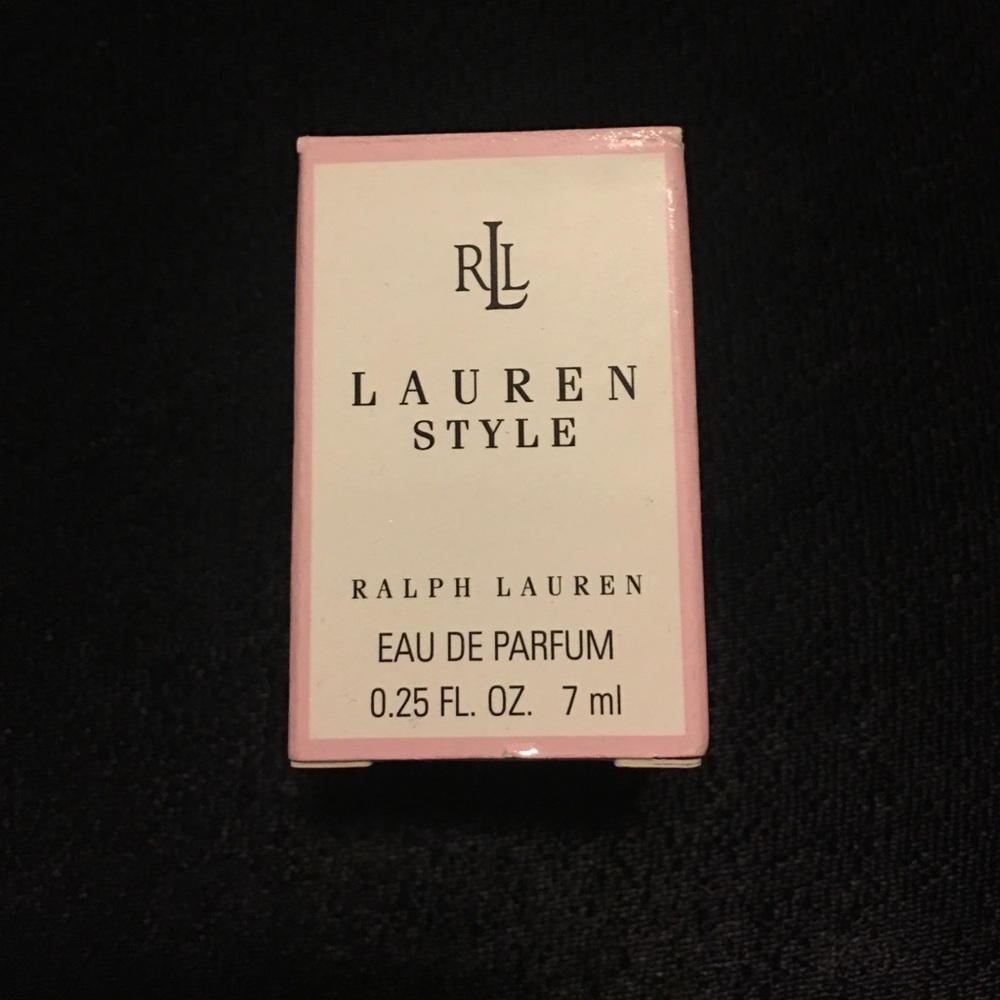 RLL
LAUREN
STYLE
RALPH LAUREN
EAU DE PARFUM
0.25 FL. OZ. 7 ml